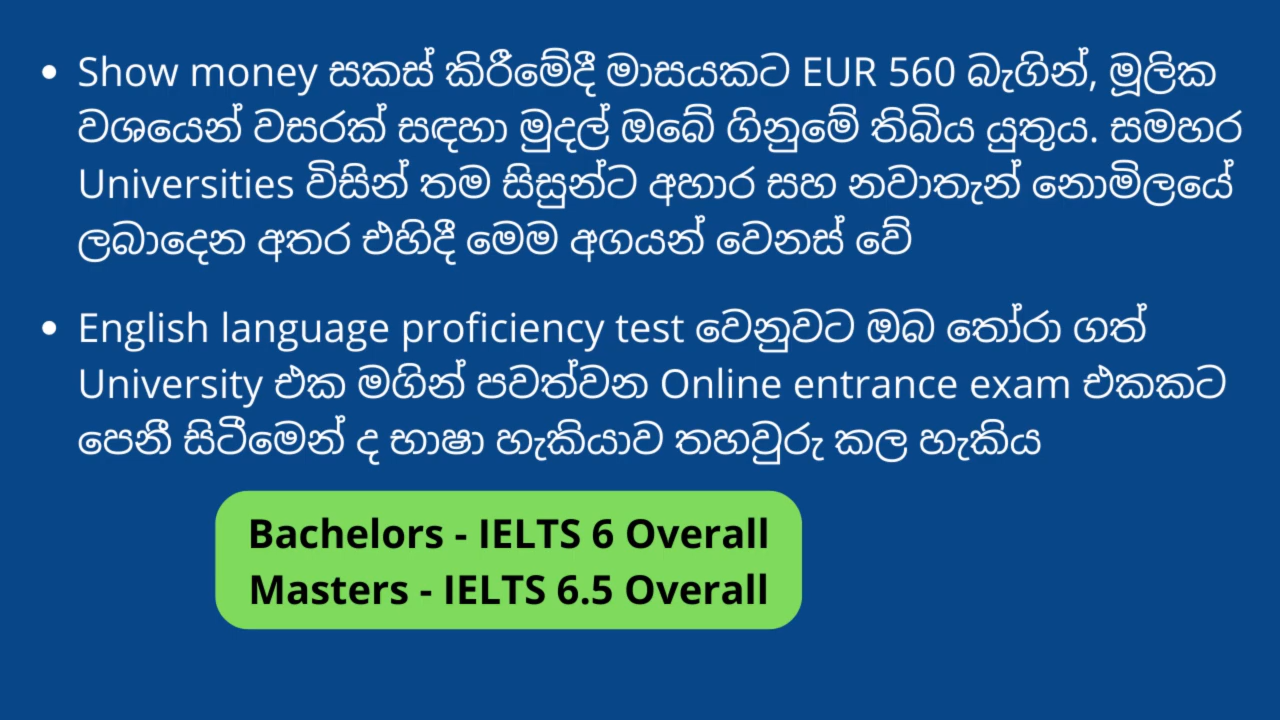 • Show money සකස් කිරීමේදී මාසයකට EUR 560 බැගින්, මූලික
වශයෙන් වසරක් සඳහා මුදල් ඔබේ ගිනුමේ තිබිය යුතුය. සමහර
Universities විසින් තම සිසුන්ට අහාර සහ නවාතැන් නොමිලයේ
ලබාදෙන අතර එහිදී මෙම අගයන් වෙනස් වේ
• English language proficiency test වෙනුවට ඔබ තෝරා ගත්
University එක මගින් පවත්වන Online entrance exam එකකට
පෙනී සිටීමෙන් ද භාෂා හැකියාව තහවුරු කල හැකිය
Bachelors - IELTS 6 Overall
Masters - IELTS 6.5 Overall